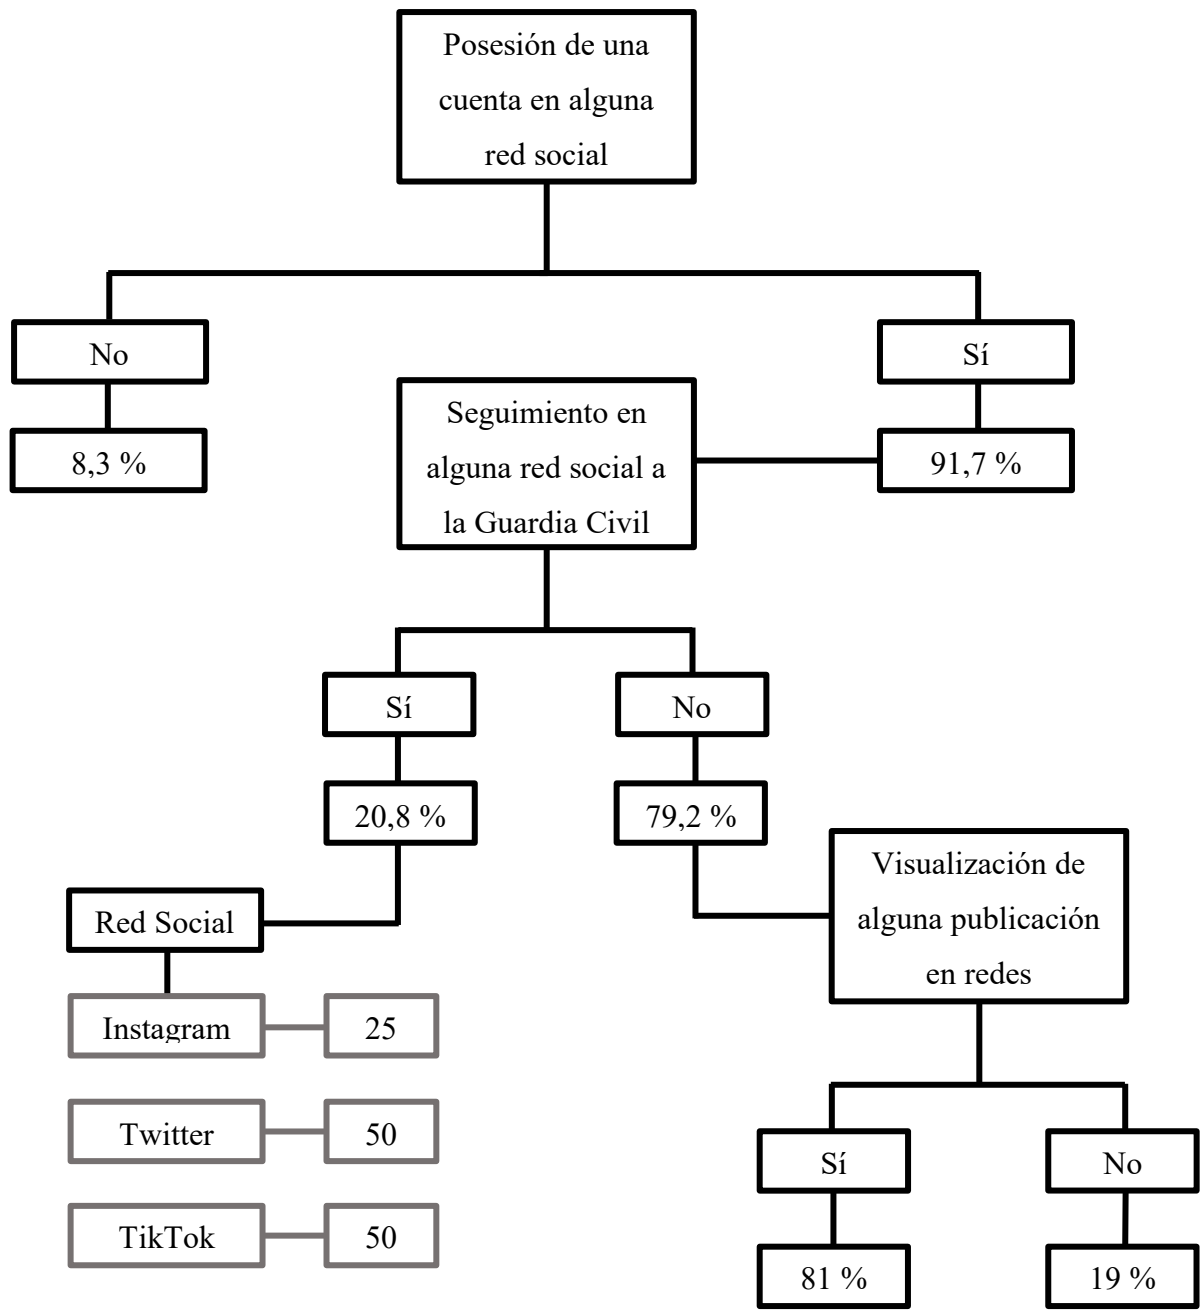 Posesión de una
cuenta en alguna
red social
No
Sí
8,3 %
91,7 %
Seguimiento en
alguna red social a
la Guardia Civil
Sí
No
20,8 %
79,2 %
Red Social
Instagram
25
Twitter
50
TikTok
50
Visualización de
alguna publicación
en redes
Sí
No
81 %
19 %